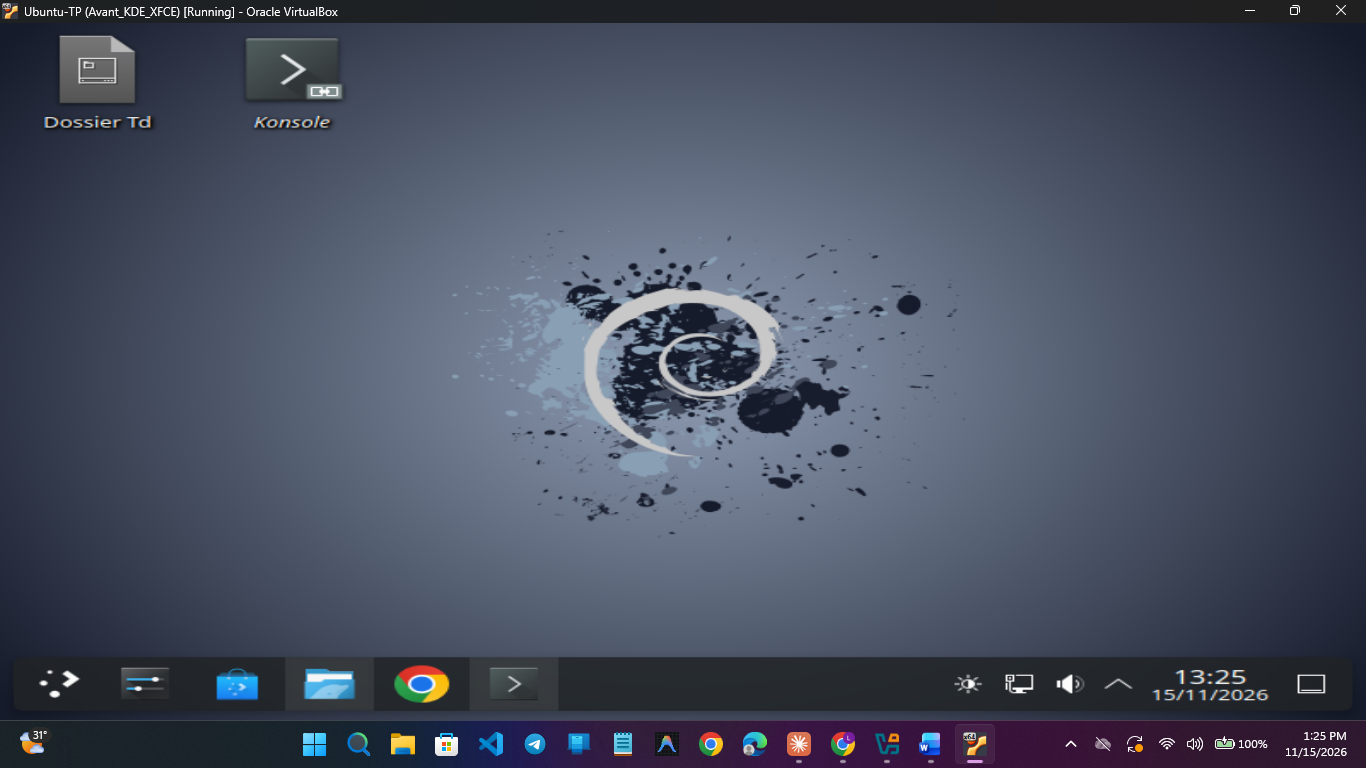 Ubuntu-TP (Avant_KDE_XFCE) [Running] - Oracle VirtualBox
Dossier Td
Konsole
13:25
15/11/2026
31°
100%
1:25 PM
11/15/2026